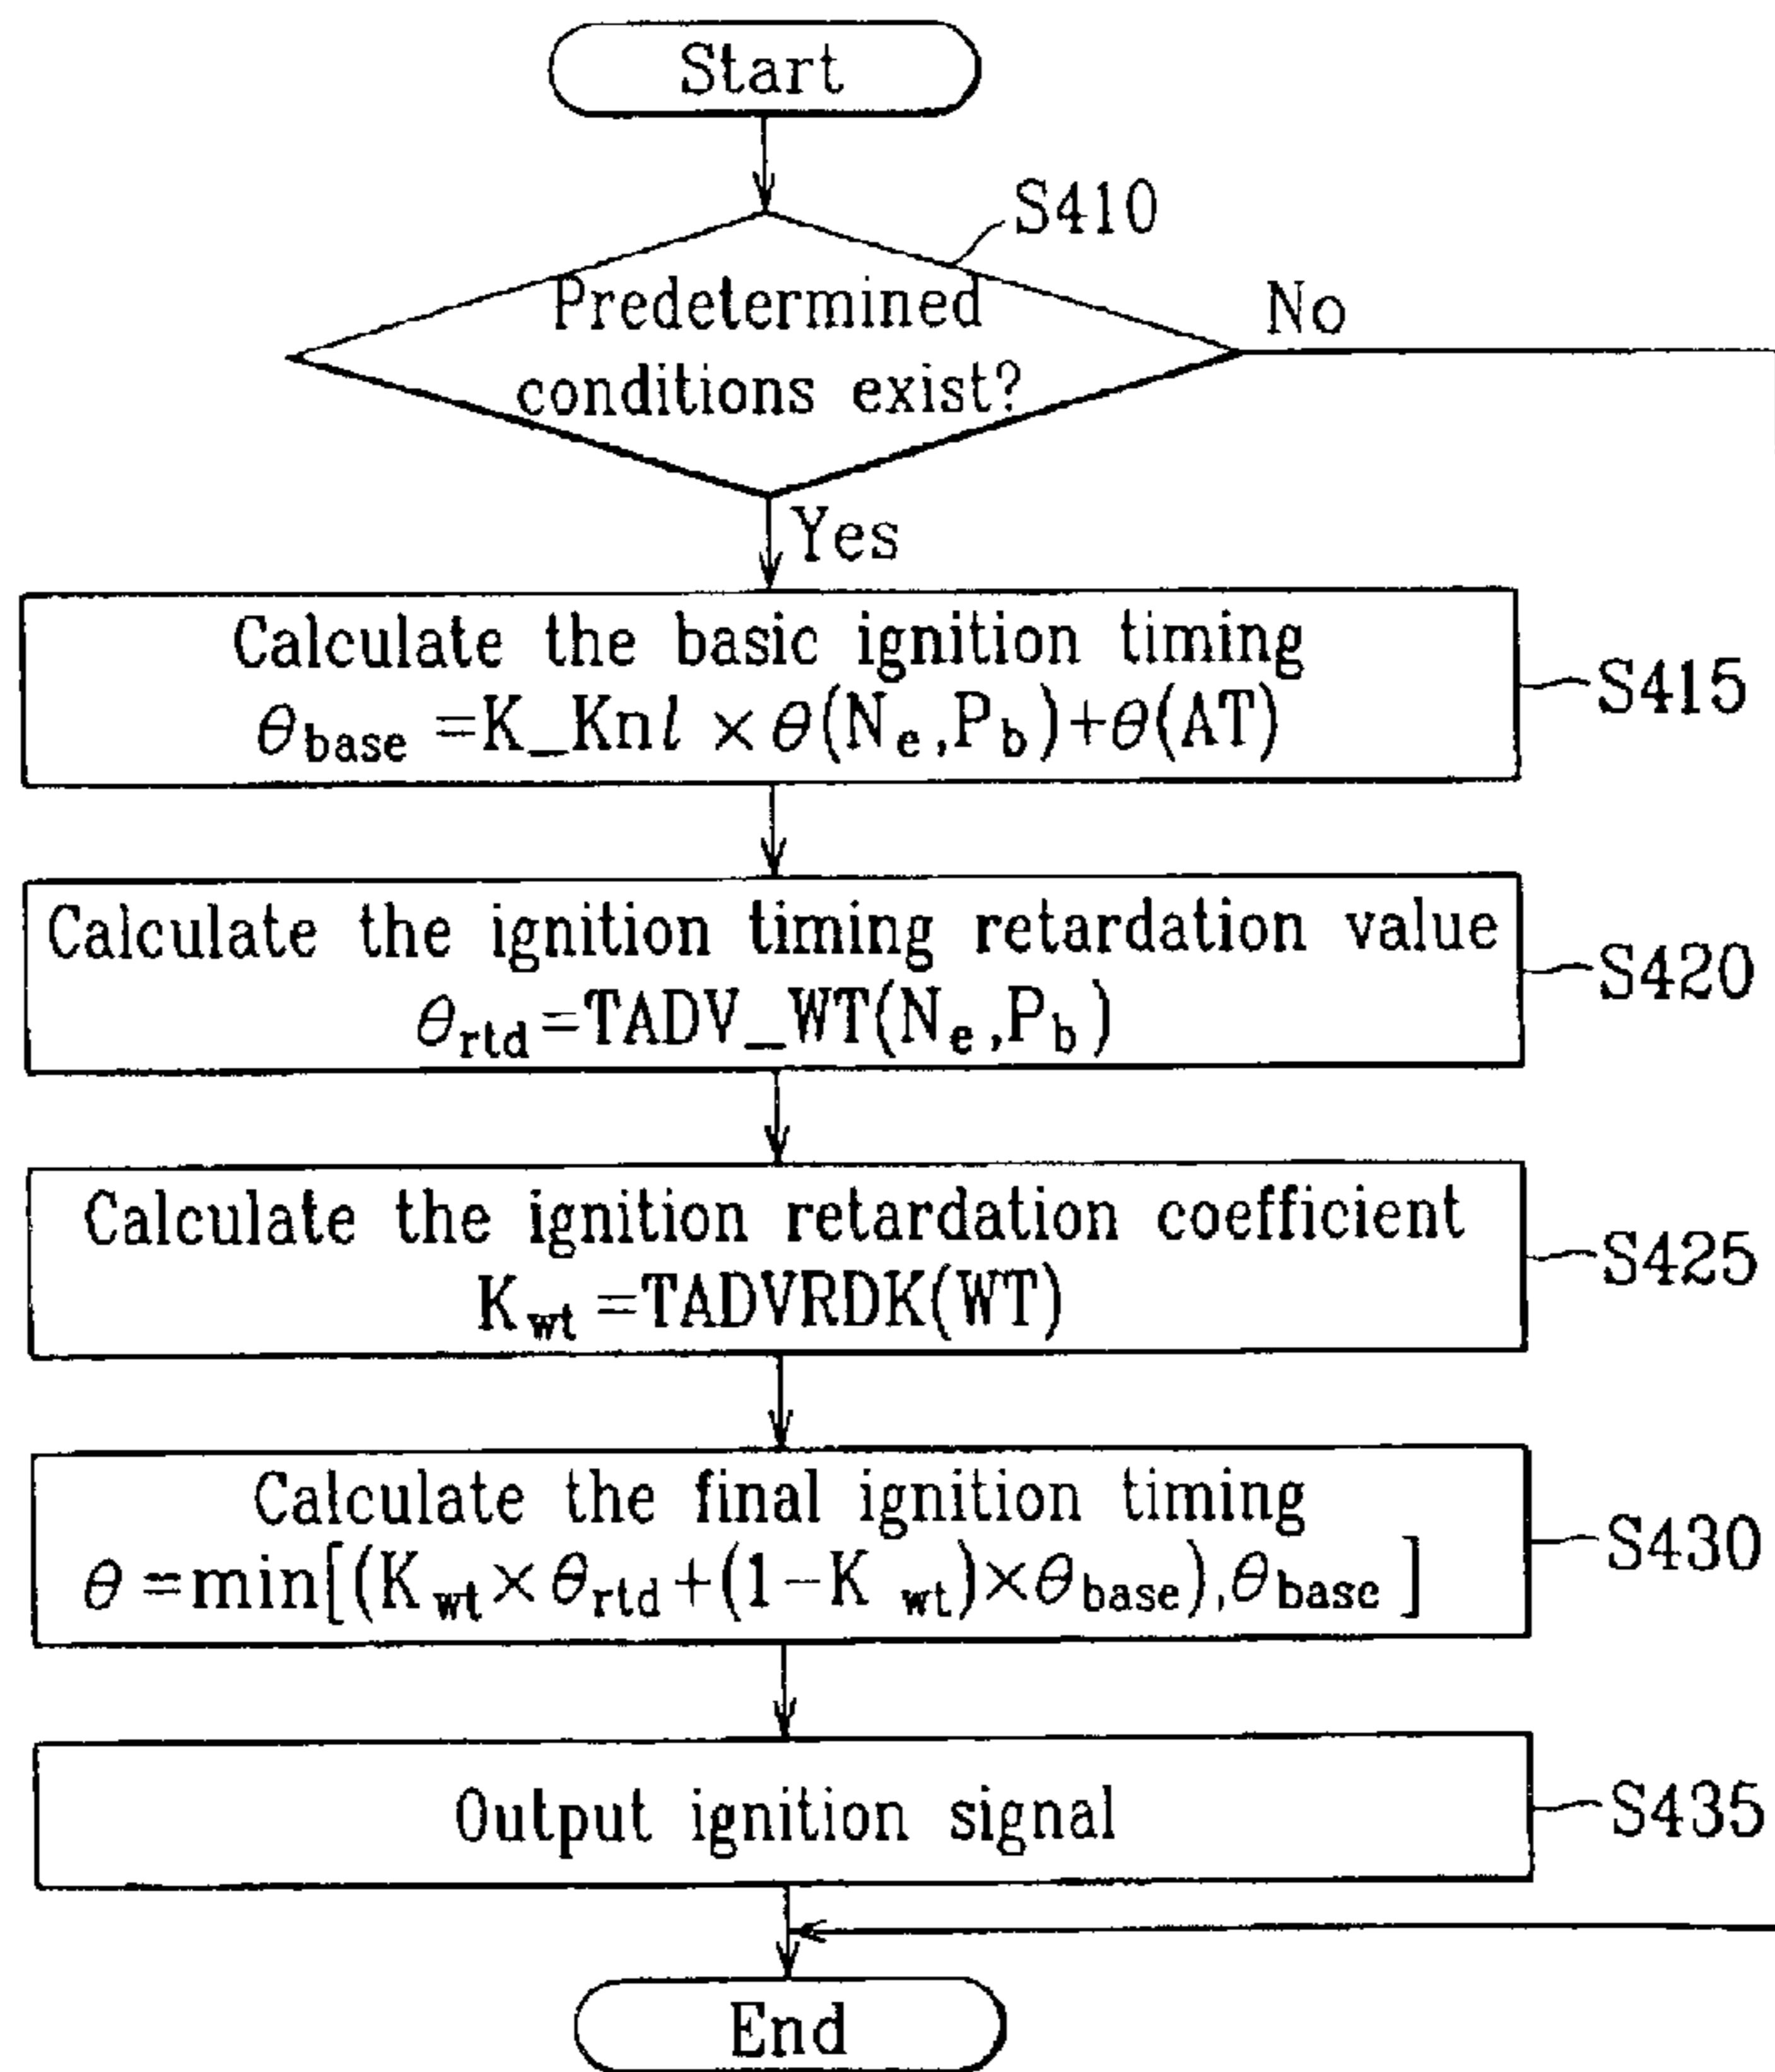 Start
S410
Predetermined
conditions exist?
No
Yes
Calculate the basic ignition timing
θbase =K_Knl × θ(Ne,Pb)+θ(AT)
S415
Calculate the ignition timing retardation value
θrtd=TADV_WT(Ne,Pb)
S420
Calculate the ignition retardation coefficient
Kwt =TADVRDK(WT)
S425
Calculate the final ignition timing
θ =min[(Kwt×θrtd+(1-K wt)×θbase),θbase ]
S430
Output ignition signal
S435
End